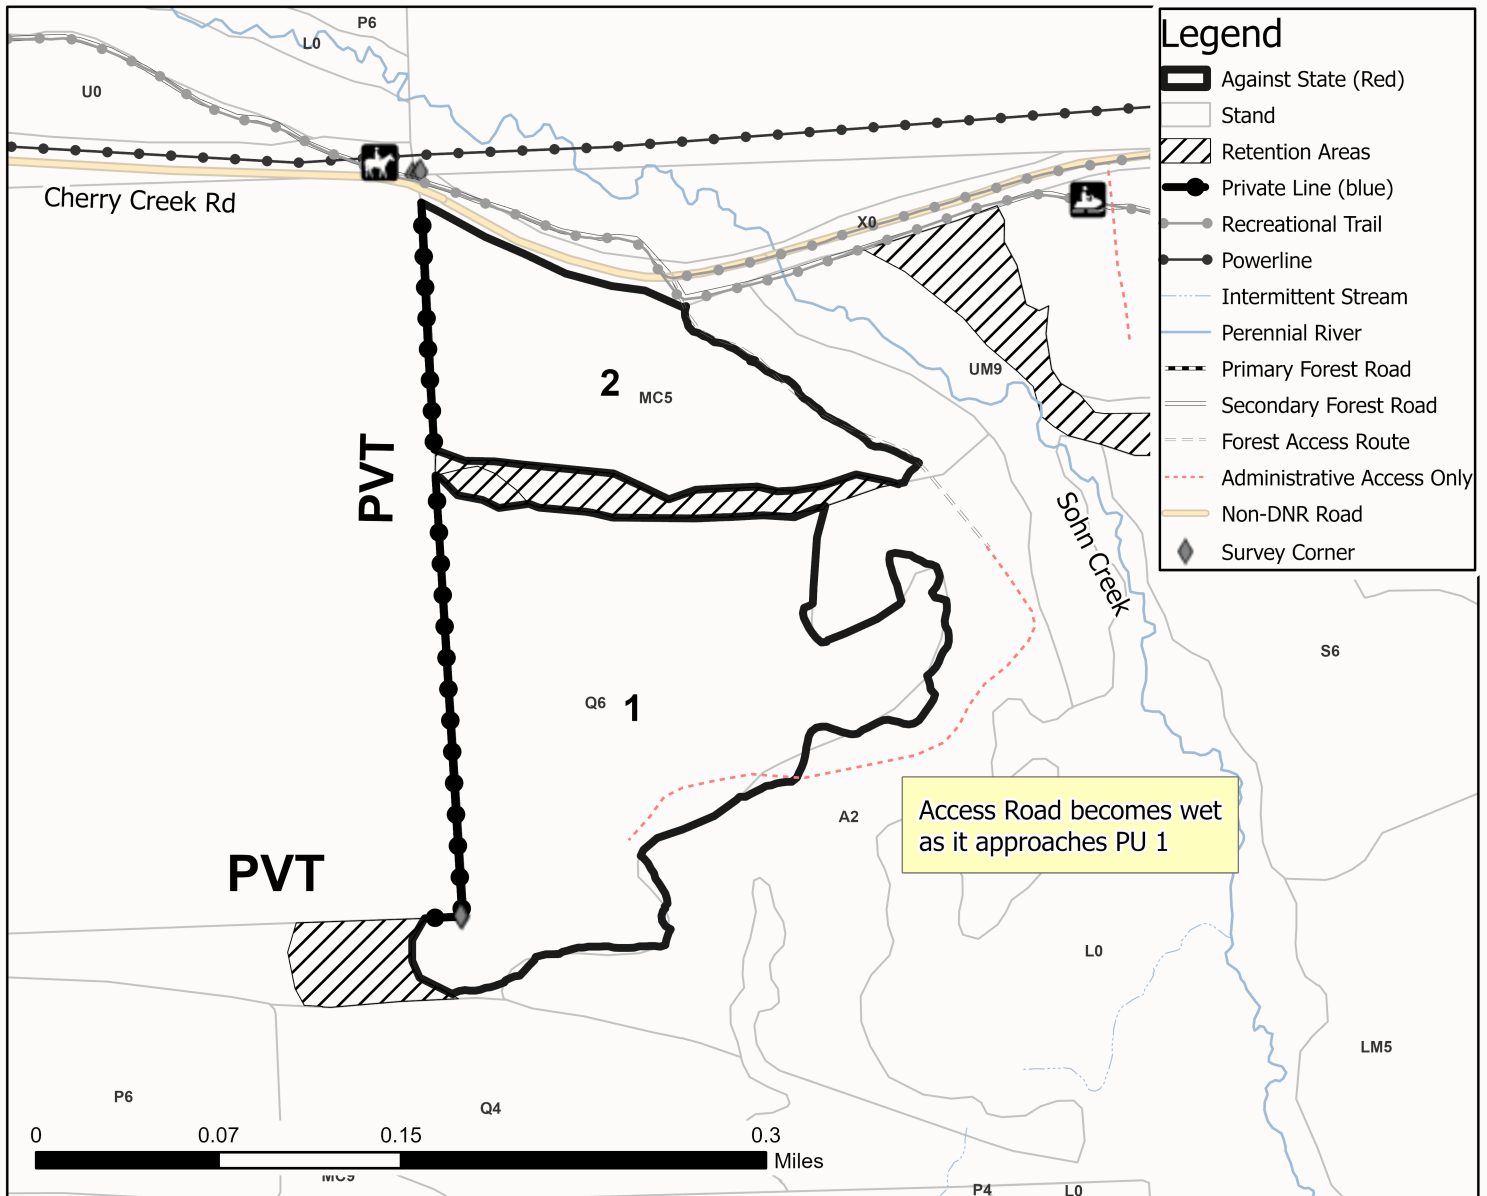 P6
L0
U0
Cherry Creek Rd
X0
UM9
2
MC5
PVT
Sohn Creek
S6
Q6
1
Access Road becomes wet
as it approaches PU 1
A2
PVT
L0
LM5
P6
Q4
0
0.07
0.15
0.3
Miles
MC9
P4
L0
Legend
Against State (Red)
Stand
Retention Areas
Private Line (blue)
Recreational Trail
Powerline
Intermittent Stream
Perennial River
Primary Forest Road
Secondary Forest Road
Forest Access Route
Administrative Access Only
Non-DNR Road
Survey Corner